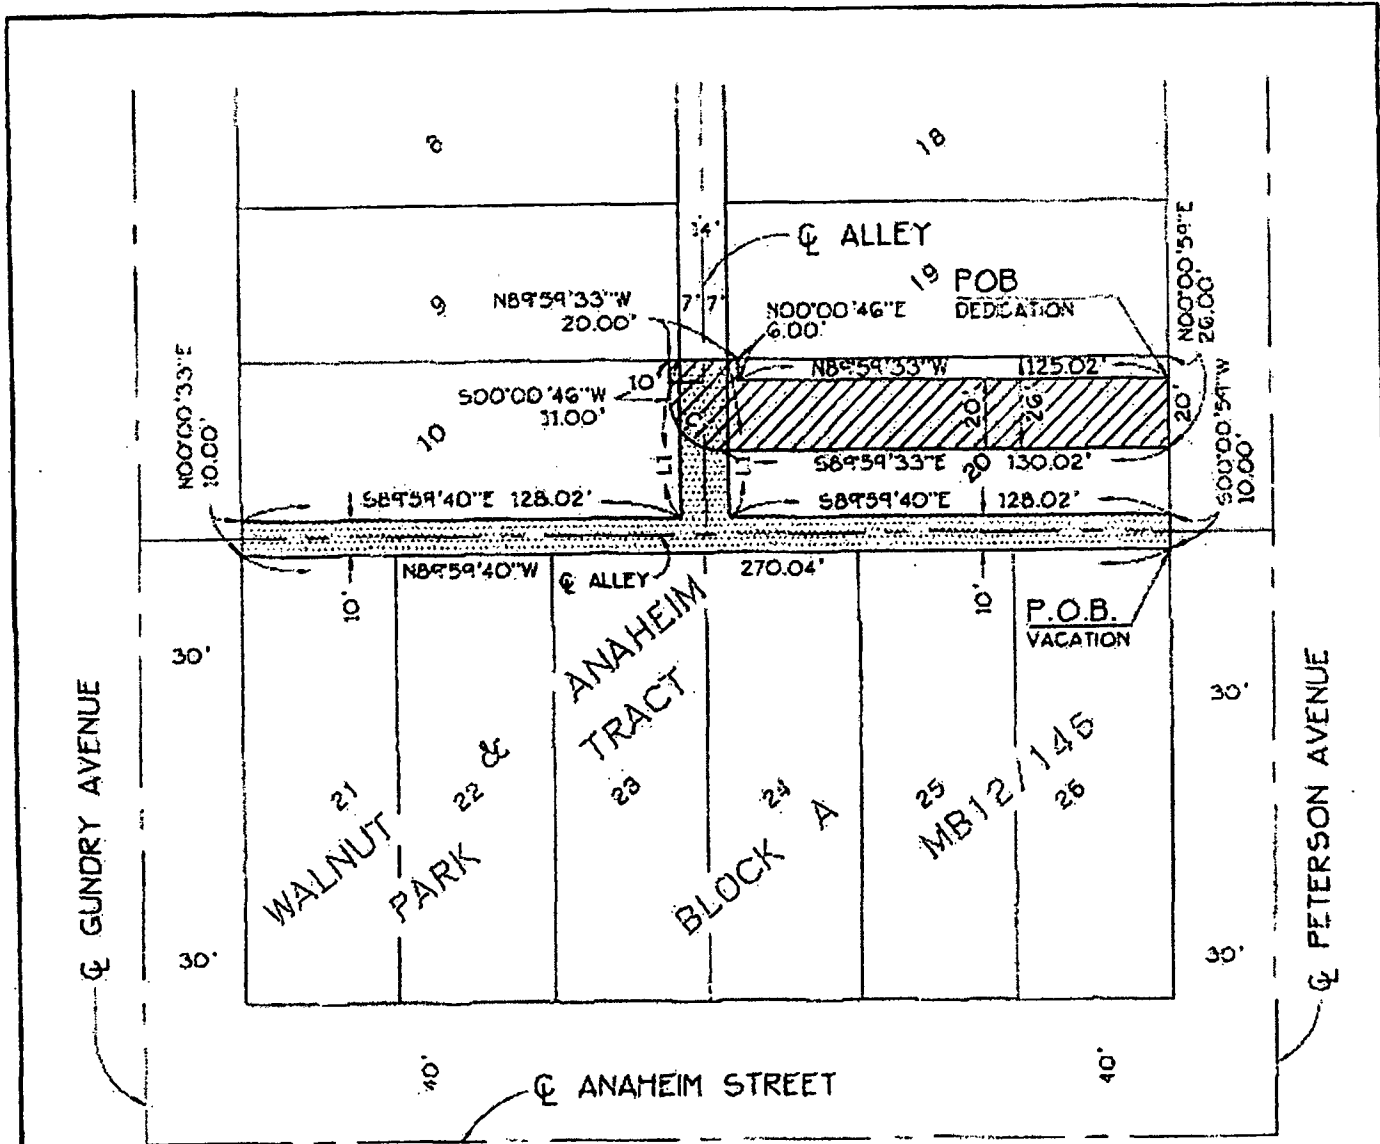 8
18
14'
℄ ALLEY
9
19
POB
DEDICATION
N89°59'33"W
20.00'
7' 7'
N00°00'46"E
6.00'
N00°00'59"E
26.00'
N00°00'33"E
10.00'
N89°59'33"W 125.02'
S00°00'46"W
31.00'
10'
20'
26'
20'
S00°00'59"W
10.00'
10
L1
L1
S89°59'33"E 130.02'
20
S89°59'40"E 128.02'
S89°59'40"E 128.02'
N89°59'40"W
℄ ALLEY
270.04'
10'
10'
P.O.B.
VACATION
30'
30'
ANAHEIM
TRACT
WALNUT
PARK
&
BLOCK A
MB12/145
21
22
23
24
25
26
℄ GUNDRY AVENUE
℄ PETERSON AVENUE
30'
30'
40'
40'
℄ ANAHEIM STREET